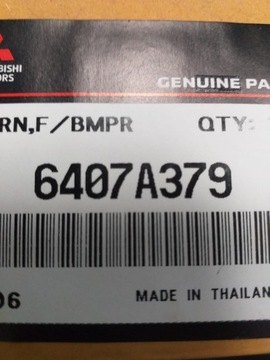 GENUINE PA
RN,F/BMPR QTY:
6407A379
06
MADE IN THAILAN